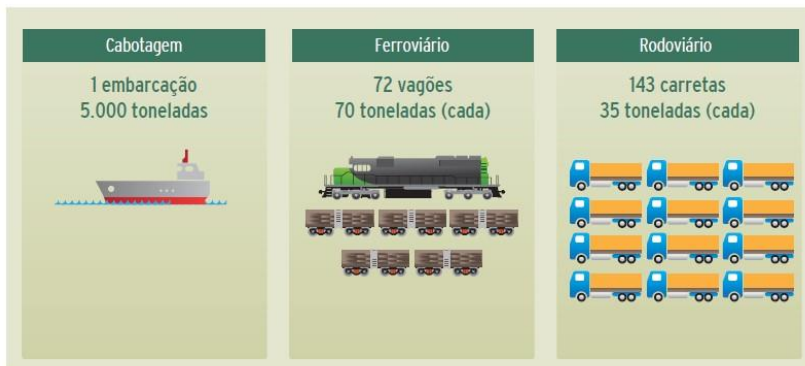 Cabotagem
1 embarcação
5.000 toneladas
Ferroviário
72 vagões
70 toneladas (cada)
Rodoviário
143 carretas
35 toneladas (cada)